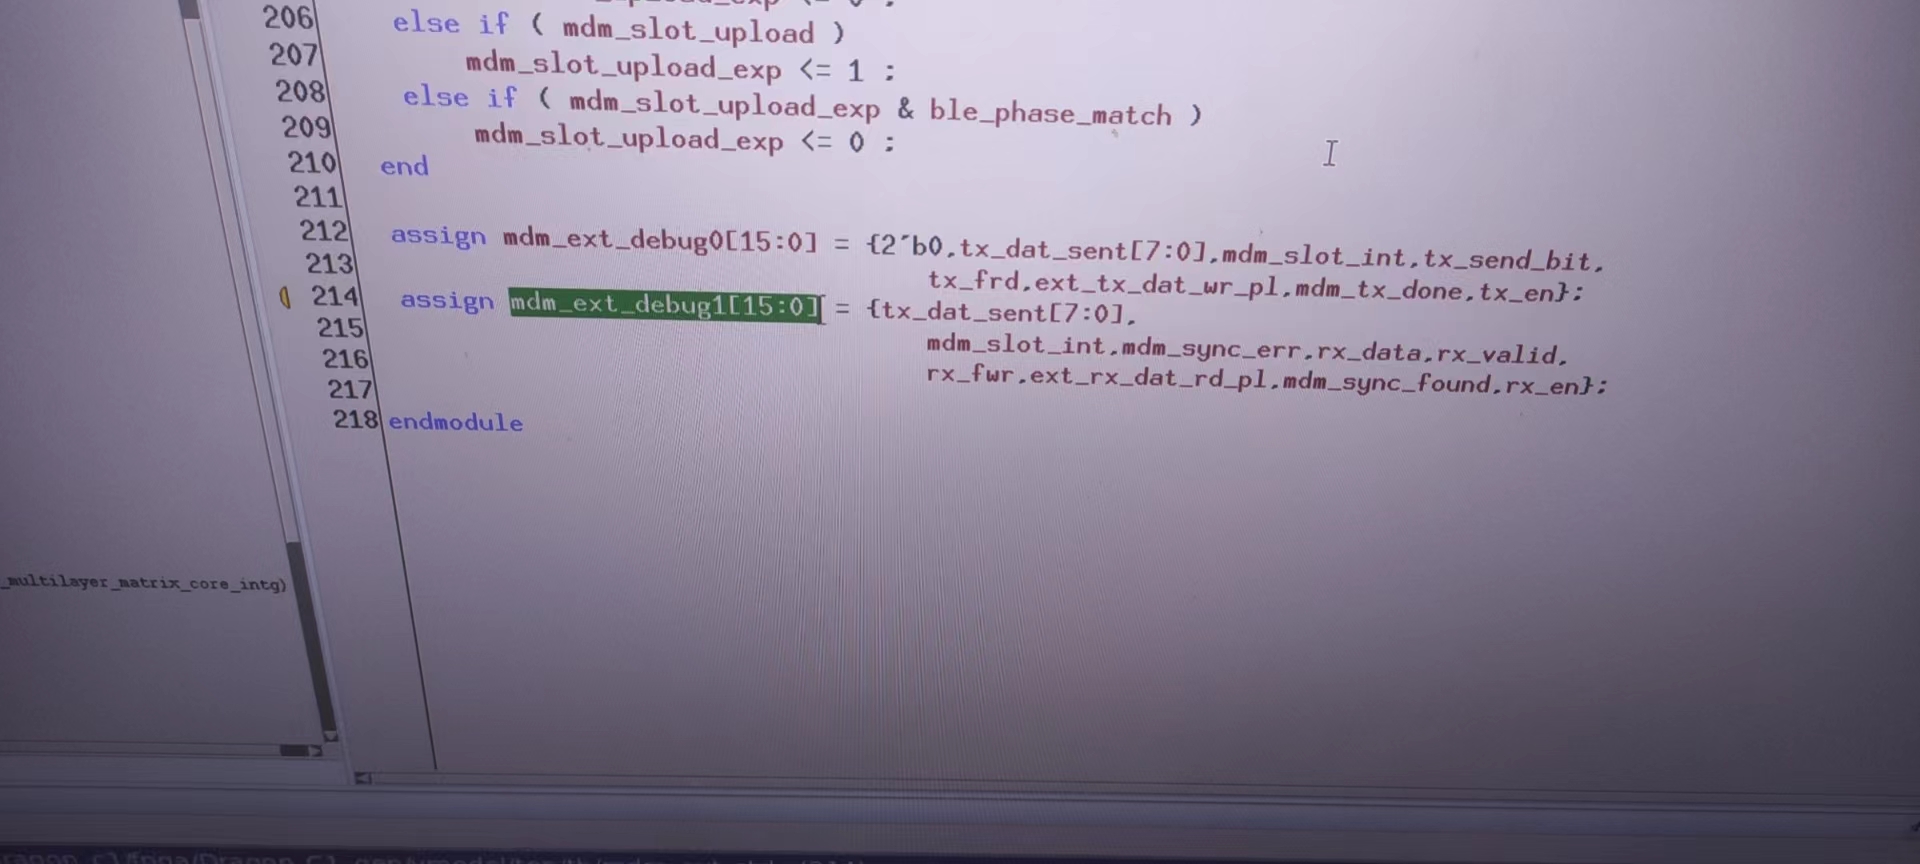 206 else if ( mdm_slot_upload )
207 mdm_slot_upload_exp <= 1 ;
208 else if ( mdm_slot_upload_exp & ble_phase_match )
209 mdm_slot_upload_exp <= 0 ;
210 end
211
212 assign mdm_ext_debug0[15:0] = {2'b0,tx_dat_sent[7:0],mdm_slot_int,tx_send_bit,
213 tx_frd,ext_tx_dat_wr_pl,mdm_tx_done,tx_en};
214 assign mdm_ext_debug1[15:0] = {tx_dat_sent[7:0],
215 mdm_slot_int,mdm_sync_err,rx_data,rx_valid,
216 rx_fwr,ext_rx_dat_rd_pl,mdm_sync_found,rx_en};
217
218 endmodule
_multilayer_matrix_core_intg)